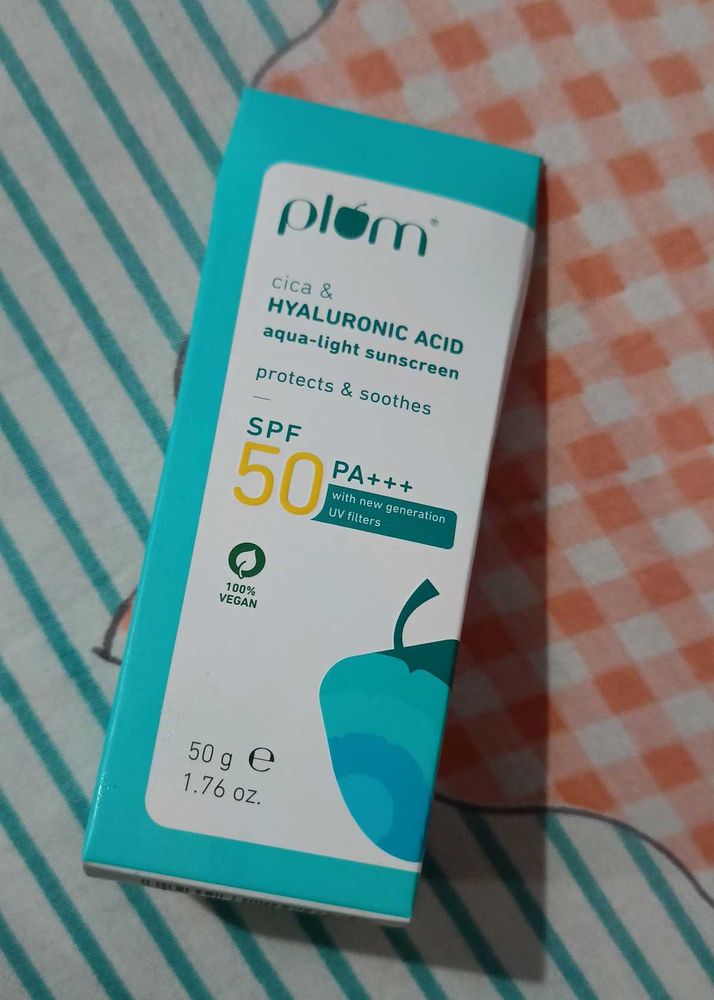 plum®
cica &
HYALURONIC ACID
aqua-light sunscreen
protects & soothes
SPF
50 PA+++
with new generation
UV filters
100%
VEGAN
50 g e
1.76 oz.